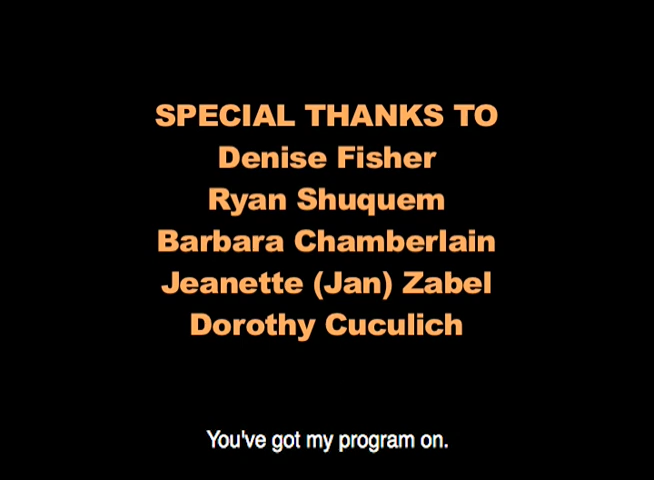 SPECIAL THANKS TO
Denise Fisher
Ryan Shuquem
Barbara Chamberlain
Jeanette (Jan) Zabel
Dorothy Cuculich
You've got my program on.